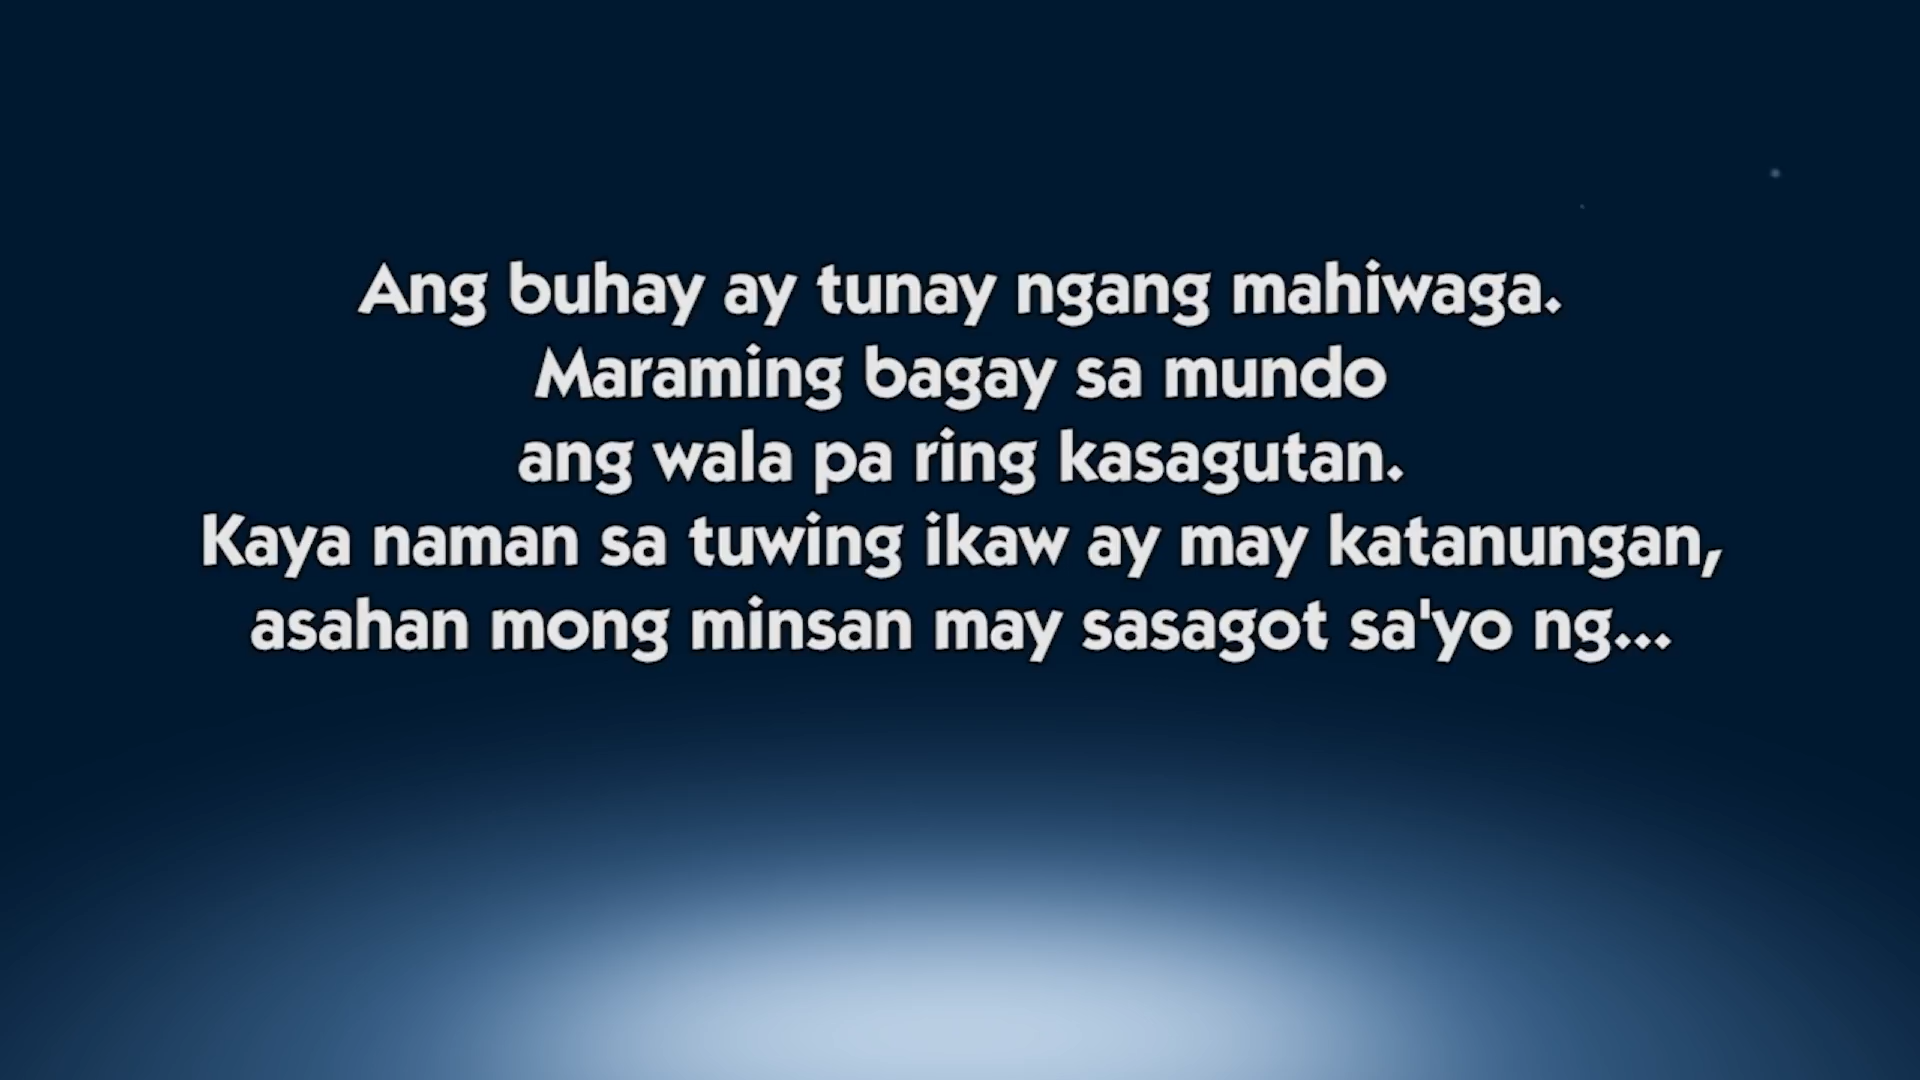 Ang buhay ay tunay ngang mahiwaga.
Maraming bagay sa mundo
ang wala pa ring kasagutan.
Kaya naman sa tuwing ikaw ay may katanungan,
asahan mong minsan may sasagot sa'yo ng...